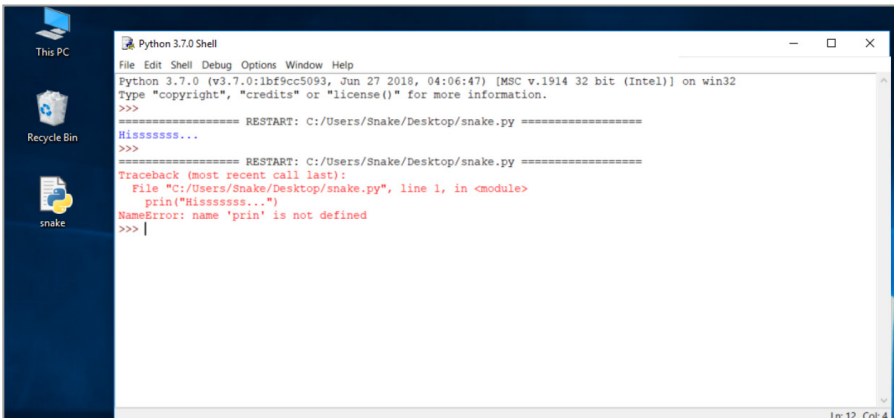 This PC
Recycle Bin
snake
Python 3.7.0 Shell
File Edit Shell Debug Options Window Help
Python 3.7.0 (v3.7.0:1bf9cc5093, Jun 27 2018, 04:06:47) [MSC v.1914 32 bit (Intel)] on win32
Type "copyright", "credits" or "license()" for more information.
>>>
================== RESTART: C:/Users/Snake/Desktop/snake.py ==================
Hisssssss...
>>>
================== RESTART: C:/Users/Snake/Desktop/snake.py ==================
Traceback (most recent call last):
  File "C:/Users/Snake/Desktop/snake.py", line 1, in <module>
    prin("Hisssssss...")
NameError: name 'prin' is not defined
>>>
Ln: 12 Col: 4